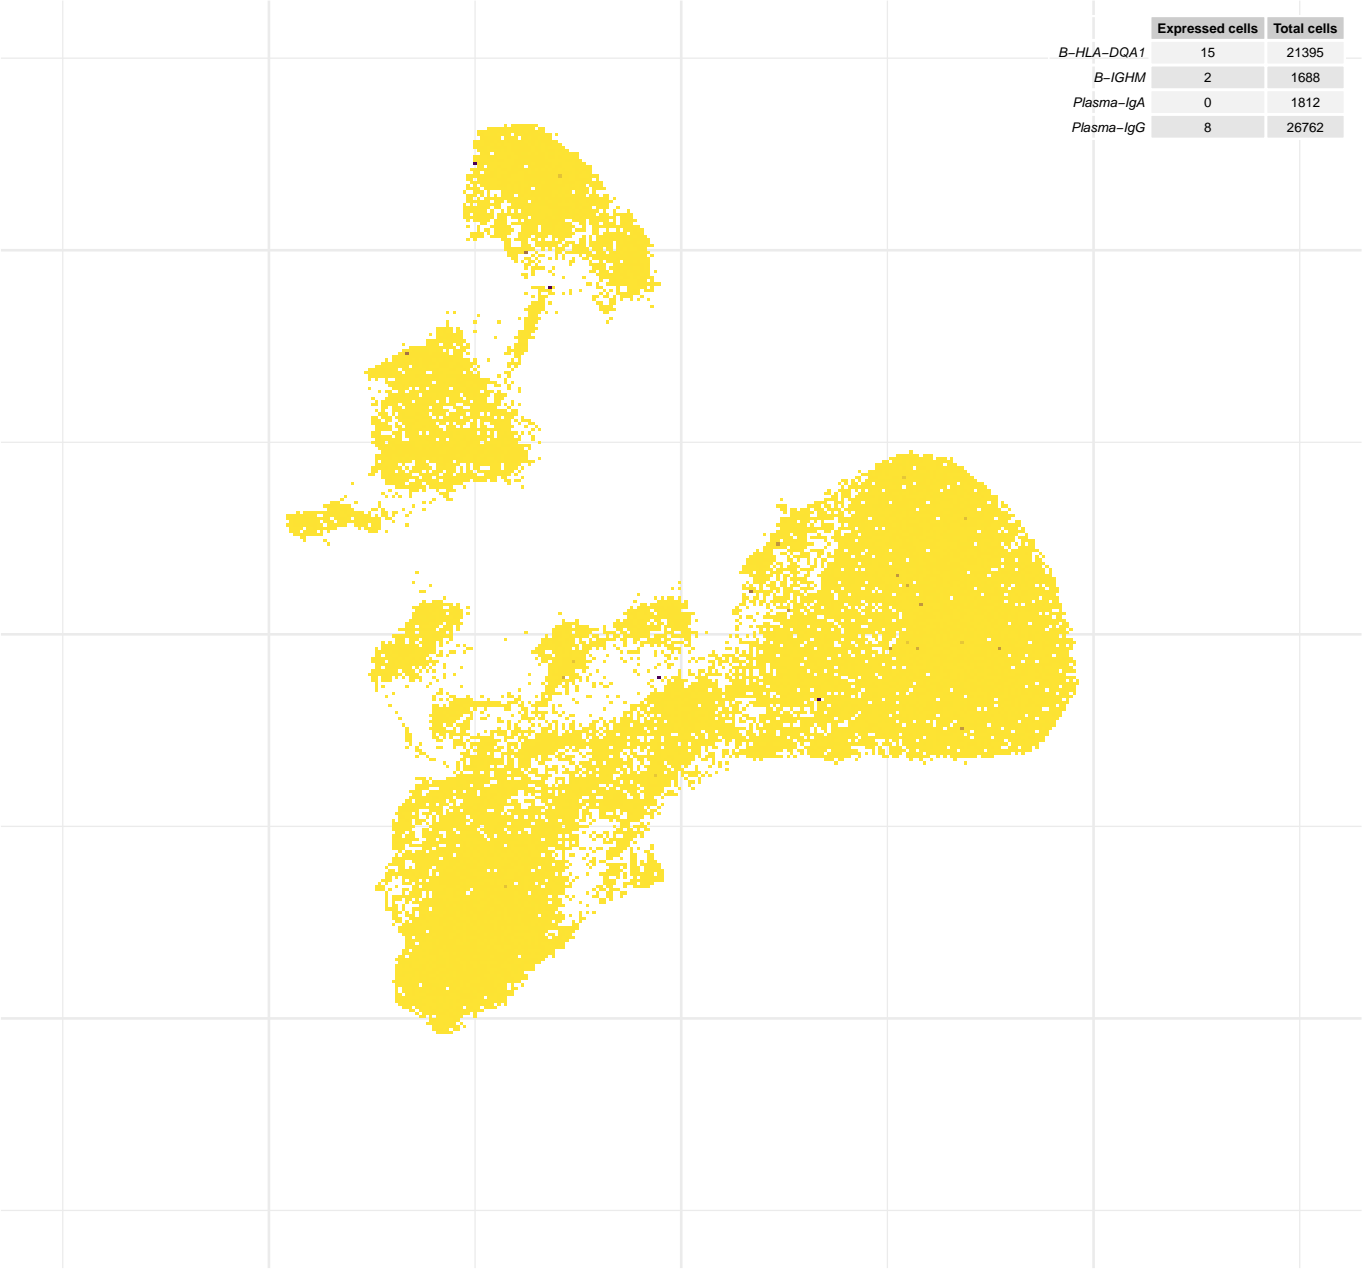 Expressed cells Total cells
B−HLA−DQA1 15 21395
B−IGHM 2 1688
Plasma−IgA 0 1812
Plasma−IgG 8 26762